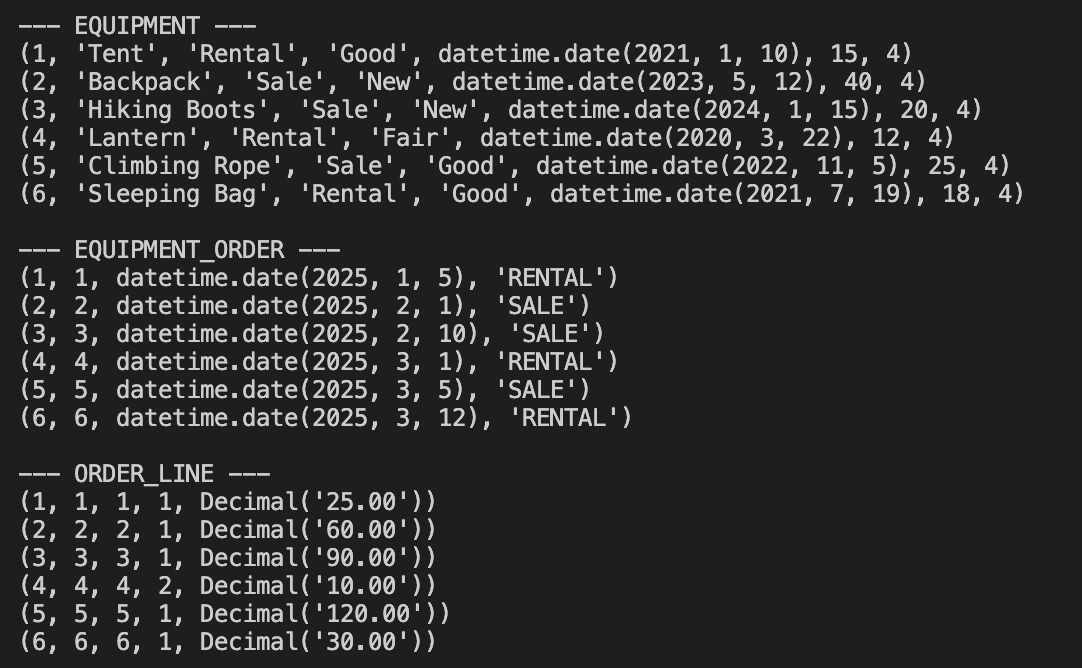 --- EQUIPMENT ---
(1, 'Tent', 'Rental', 'Good', datetime.date(2021, 1, 10), 15, 4)
(2, 'Backpack', 'Sale', 'New', datetime.date(2023, 5, 12), 40, 4)
(3, 'Hiking Boots', 'Sale', 'New', datetime.date(2024, 1, 15), 20, 4)
(4, 'Lantern', 'Rental', 'Fair', datetime.date(2020, 3, 22), 12, 4)
(5, 'Climbing Rope', 'Sale', 'Good', datetime.date(2022, 11, 5), 25, 4)
(6, 'Sleeping Bag', 'Rental', 'Good', datetime.date(2021, 7, 19), 18, 4)
--- EQUIPMENT_ORDER ---
(1, 1, datetime.date(2025, 1, 5), 'RENTAL')
(2, 2, datetime.date(2025, 2, 1), 'SALE')
(3, 3, datetime.date(2025, 2, 10), 'SALE')
(4, 4, datetime.date(2025, 3, 1), 'RENTAL')
(5, 5, datetime.date(2025, 3, 5), 'SALE')
(6, 6, datetime.date(2025, 3, 12), 'RENTAL')
--- ORDER_LINE ---
(1, 1, 1, 1, Decimal('25.00'))
(2, 2, 2, 1, Decimal('60.00'))
(3, 3, 3, 1, Decimal('90.00'))
(4, 4, 4, 2, Decimal('10.00'))
(5, 5, 5, 1, Decimal('120.00'))
(6, 6, 6, 1, Decimal('30.00'))